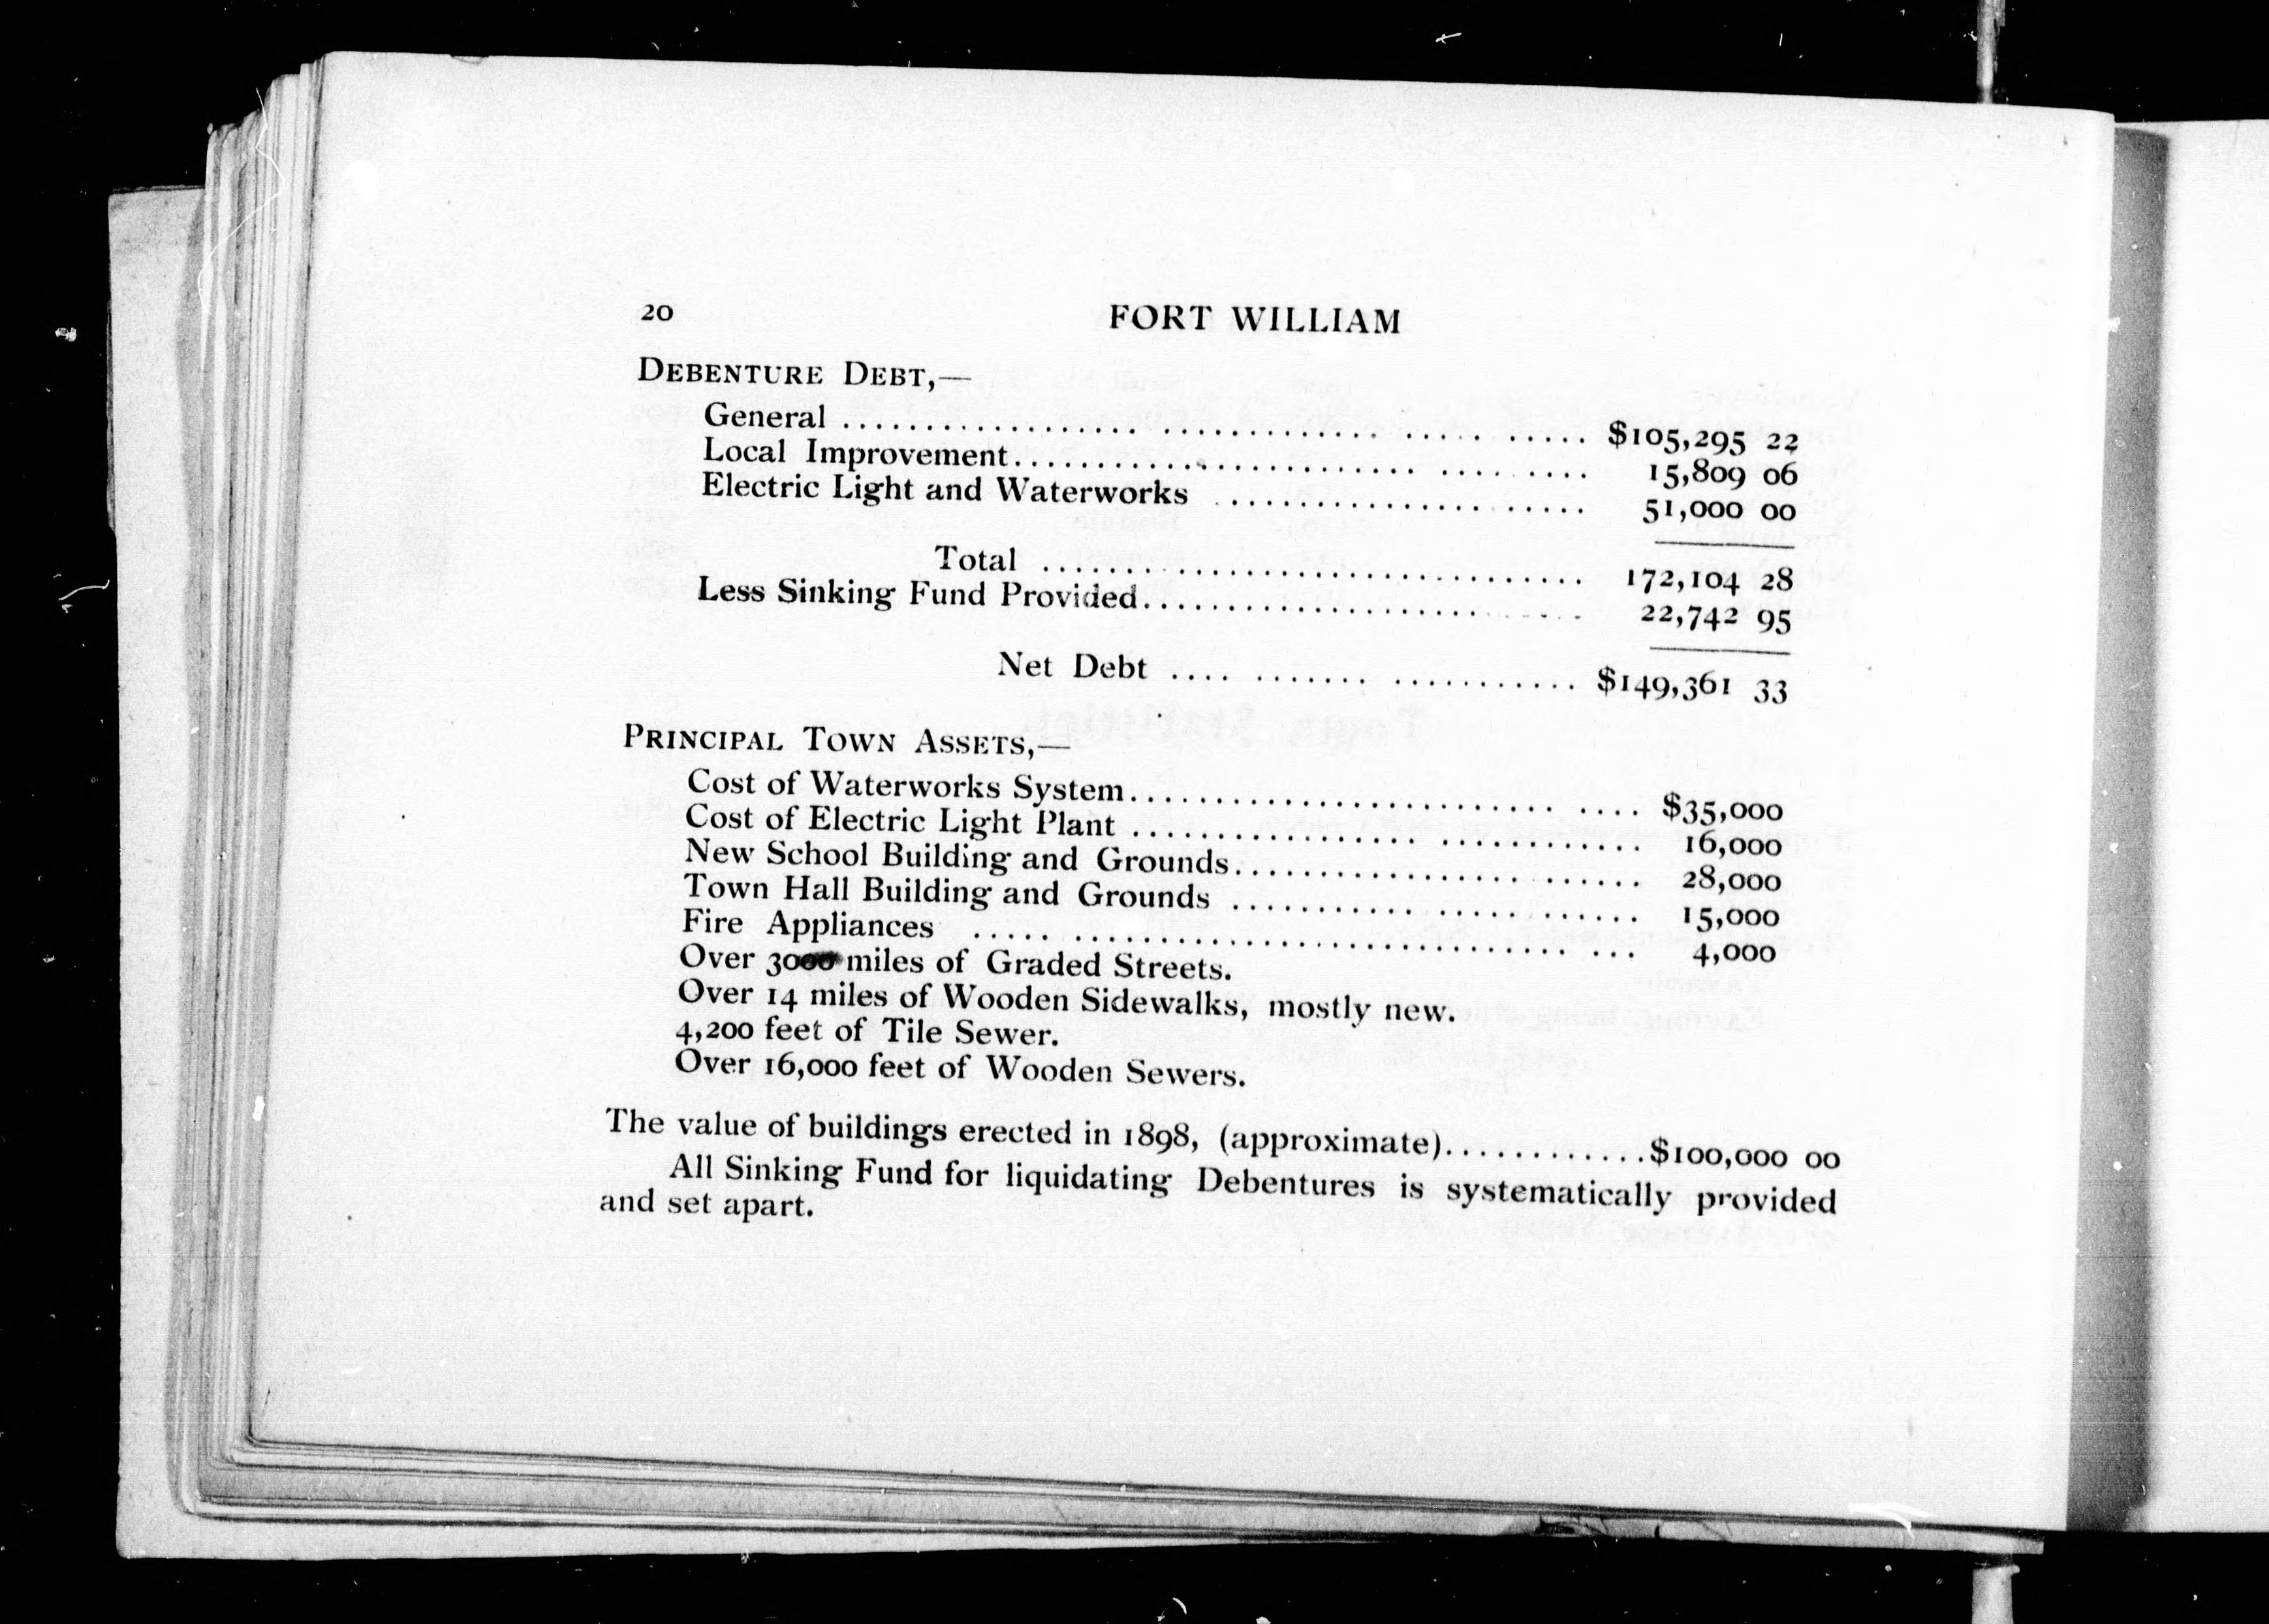 20 FORT WILLIAM
DEBENTURE DEBT,—
General .......... $105,295 22
Local Improvement.......... 15,809 06
Electric Light and Waterworks .......... 51,000 00
Total .......... 172,104 28
Less Sinking Fund Provided.......... 22,742 95
Net Debt .......... $149,361 33
PRINCIPAL TOWN ASSETS,—
Cost of Waterworks System.......... $35,000
Cost of Electric Light Plant .......... 16,000
New School Building and Grounds.......... 28,000
Town Hall Building and Grounds .......... 15,000
Fire Appliances .......... 4,000
Over 30 miles of Graded Streets.
Over 14 miles of Wooden Sidewalks, mostly new.
4,200 feet of Tile Sewer.
Over 16,000 feet of Wooden Sewers.
The value of buildings erected in 1898, (approximate)..........$100,000 00
All Sinking Fund for liquidating Debentures is systematically provided
and set apart.